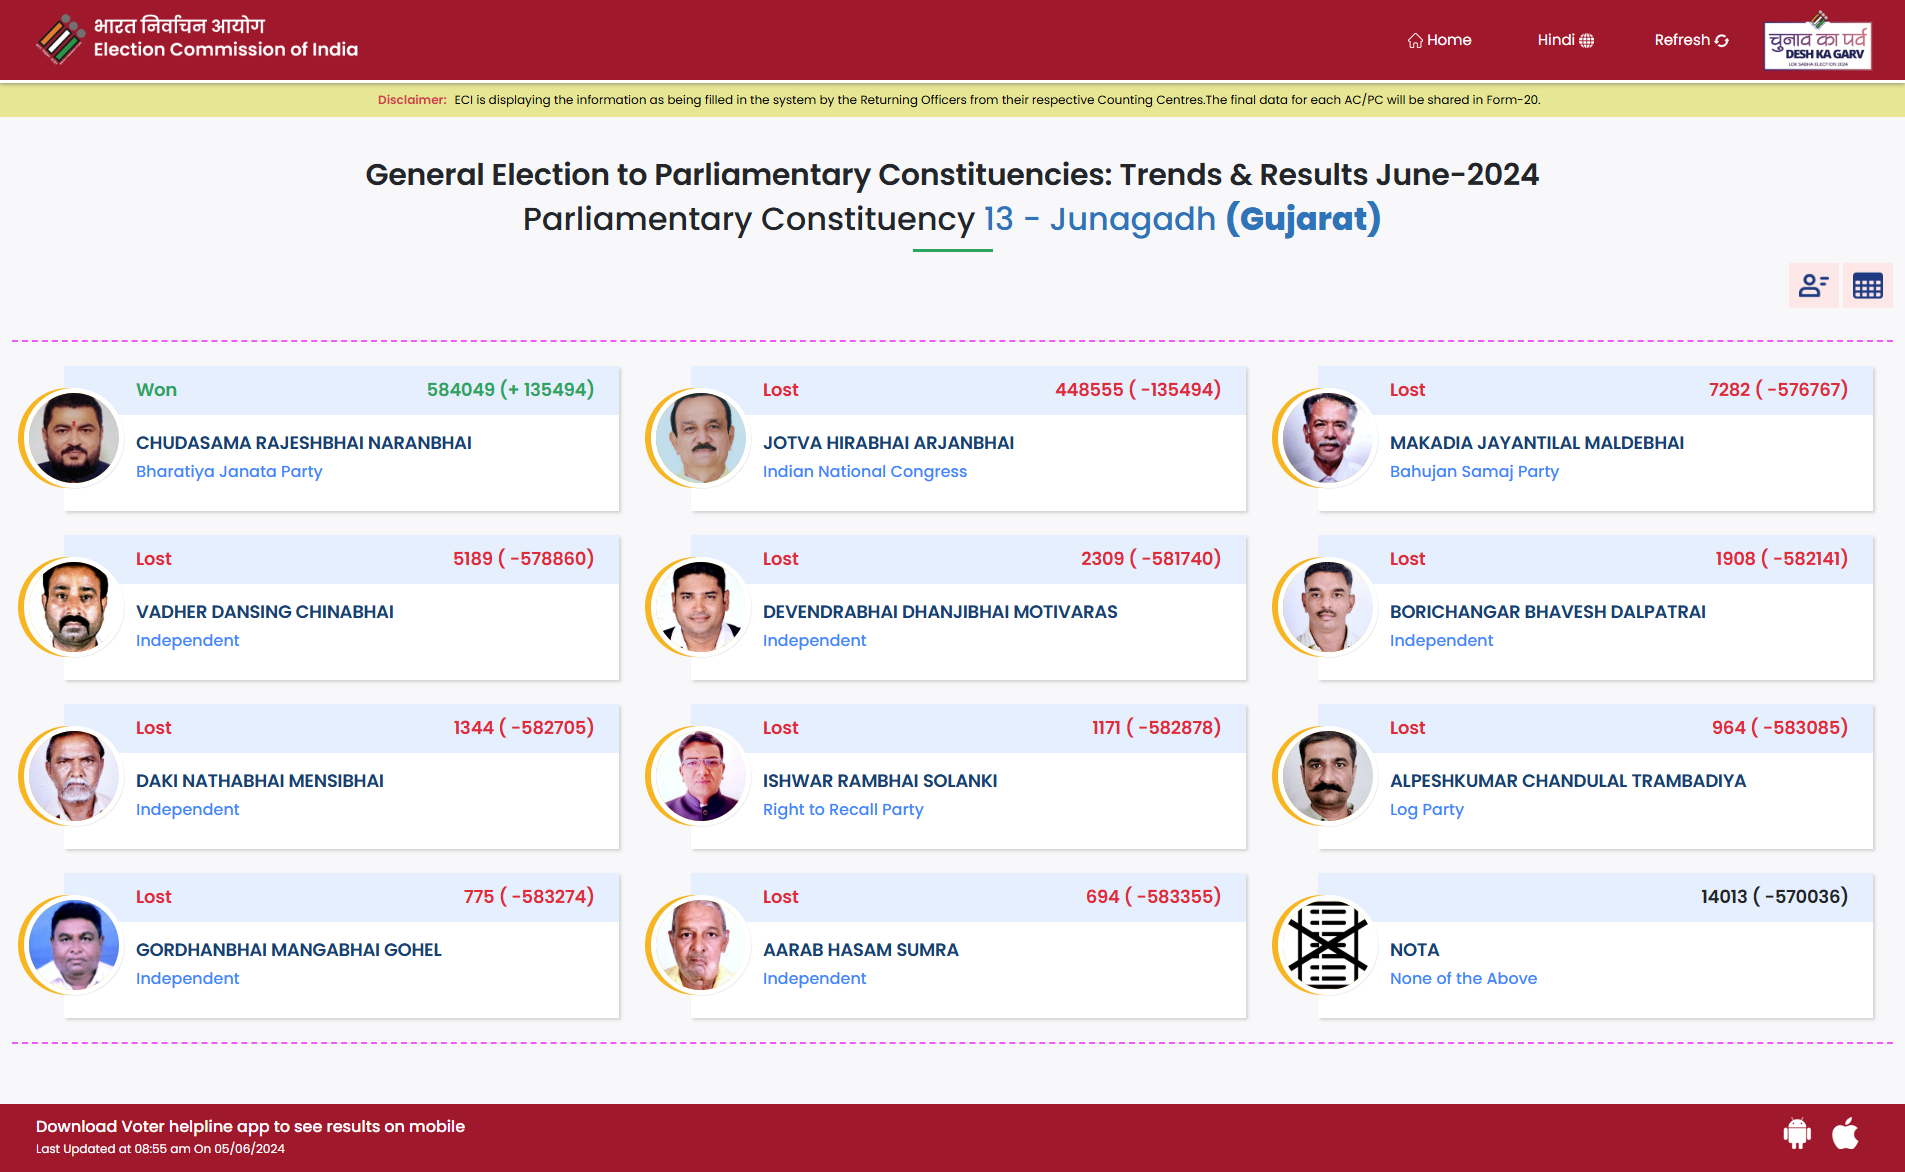 भारत निर्वाचन आयोग
Election Commission of India
Home
Hindi
Refresh
चुनाव का पर्व
DESH KA GARV
LOK SABHA ELECTION 2024
Disclaimer: ECI is displaying the information as being filled in the system by the Returning Officers from their respective Counting Centres.The final data for each AC/PC will be shared in Form-20.
General Election to Parliamentary Constituencies: Trends & Results June-2024
Parliamentary Constituency 13 - Junagadh (Gujarat)
Won 584049 (+ 135494)
CHUDASAMA RAJESHBHAI NARANBHAI
Bharatiya Janata Party
Lost 448555 ( -135494)
JOTVA HIRABHAI ARJANBHAI
Indian National Congress
Lost 7282 ( -576767)
MAKADIA JAYANTILAL MALDEBHAI
Bahujan Samaj Party
Lost 5189 ( -578860)
VADHER DANSING CHINABHAI
Independent
Lost 2309 ( -581740)
DEVENDRABHAI DHANJIBHAI MOTIVARAS
Independent
Lost 1908 ( -582141)
BORICHANGAR BHAVESH DALPATRAI
Independent
Lost 1344 ( -582705)
DAKI NATHABHAI MENSIBHAI
Independent
Lost 1171 ( -582878)
ISHWAR RAMBHAI SOLANKI
Right to Recall Party
Lost 964 ( -583085)
ALPESHKUMAR CHANDULAL TRAMBADIYA
Log Party
Lost 775 ( -583274)
GORDHANBHAI MANGABHAI GOHEL
Independent
Lost 694 ( -583355)
AARAB HASAM SUMRA
Independent
14013 ( -570036)
NOTA
None of the Above
Download Voter helpline app to see results on mobile
Last Updated at 08:55 am On 05/06/2024